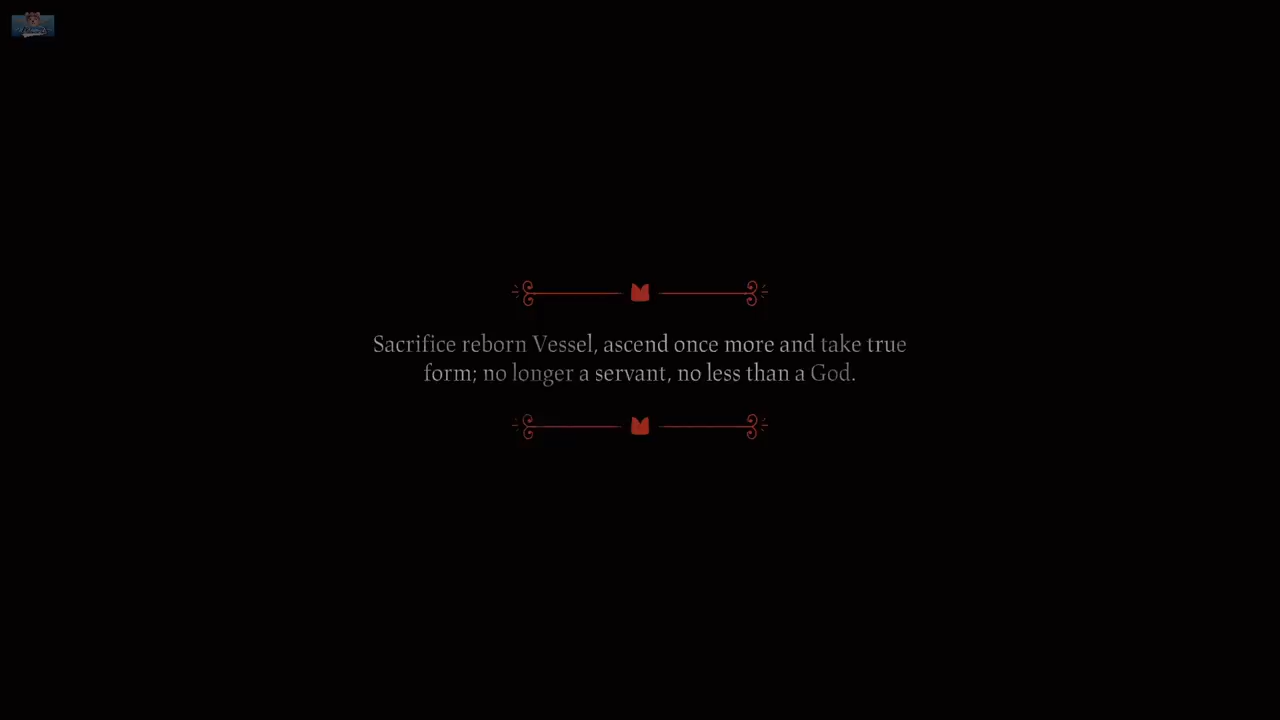 Sacrifice reborn Vessel, ascend once more and take true
form; no longer a servant, no less than a God.